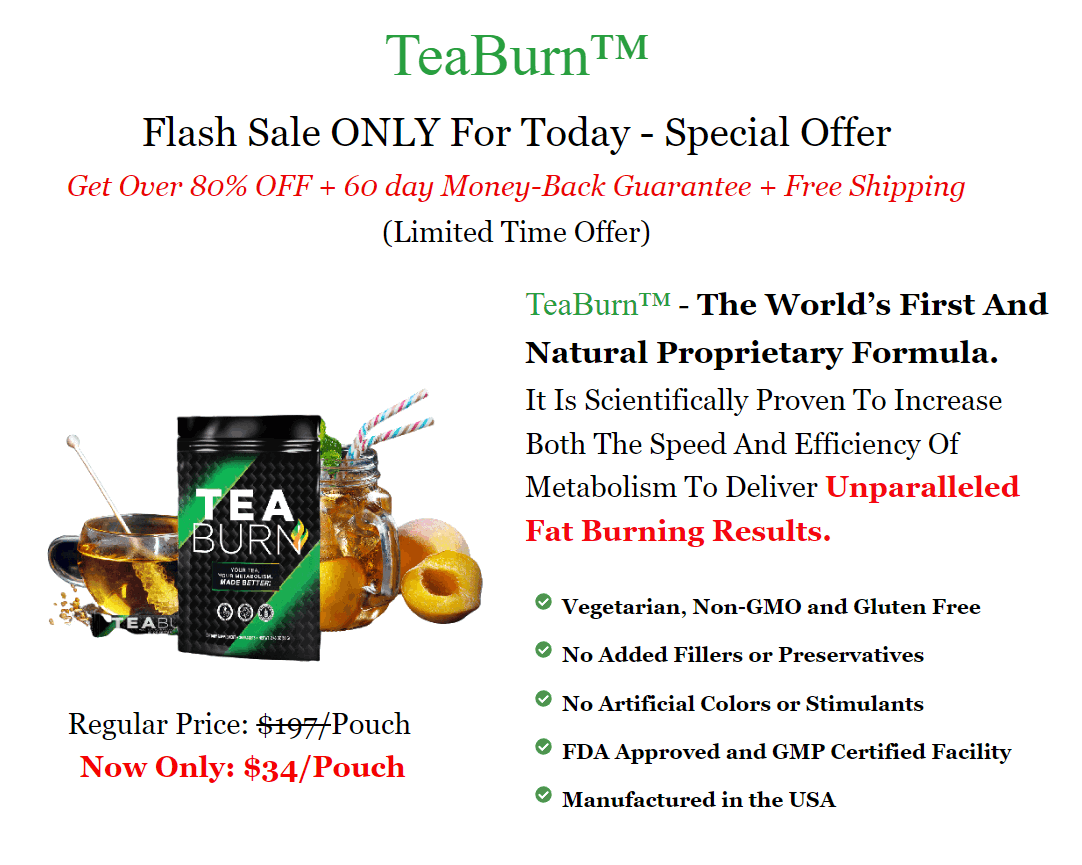 TeaBurn™
Flash Sale ONLY For Today - Special Offer
Get Over 80% OFF + 60 day Money-Back Guarantee + Free Shipping
(Limited Time Offer)
TeaBurn™ - The World’s First And
Natural Proprietary Formula.
It Is Scientifically Proven To Increase
Both The Speed And Efficiency Of
Metabolism To Deliver Unparalleled
Fat Burning Results.
TEA
BURN
YOUR TEA.
YOUR METABOLISM.
MADE BETTER!
Vegetarian, Non-GMO and Gluten Free
No Added Fillers or Preservatives
No Artificial Colors or Stimulants
FDA Approved and GMP Certified Facility
Manufactured in the USA
Regular Price: $197/Pouch
Now Only: $34/Pouch